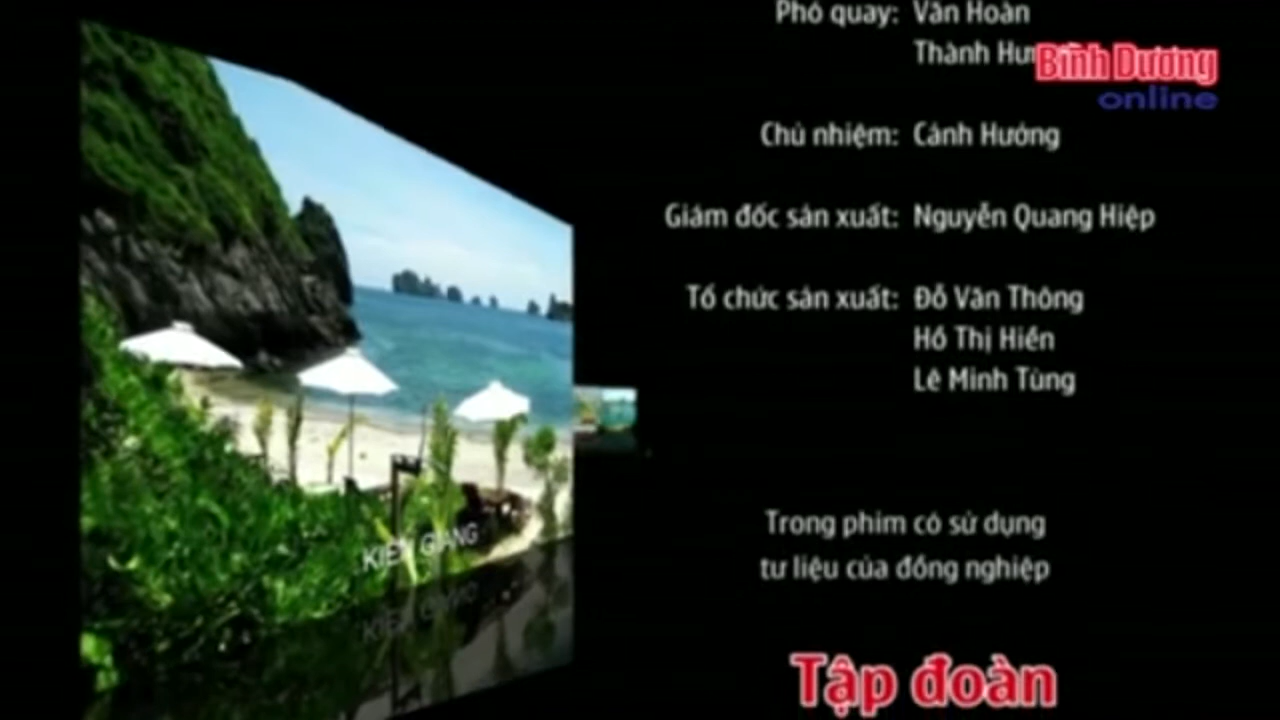 Phó quay: Văn Hoàn
Thành
Bình Dương
online
Chủ nhiệm: Cảnh Hướng
Giám đốc sản xuất: Nguyễn Quang Hiệp
Tổ chức sản xuất: Đỗ Văn Thông
Hồ Thị Hiền
Lê Minh Tùng
KIÊN GIANG
Trong phim có sử dụng
tư liệu của đồng nghiệp
Tập đoàn